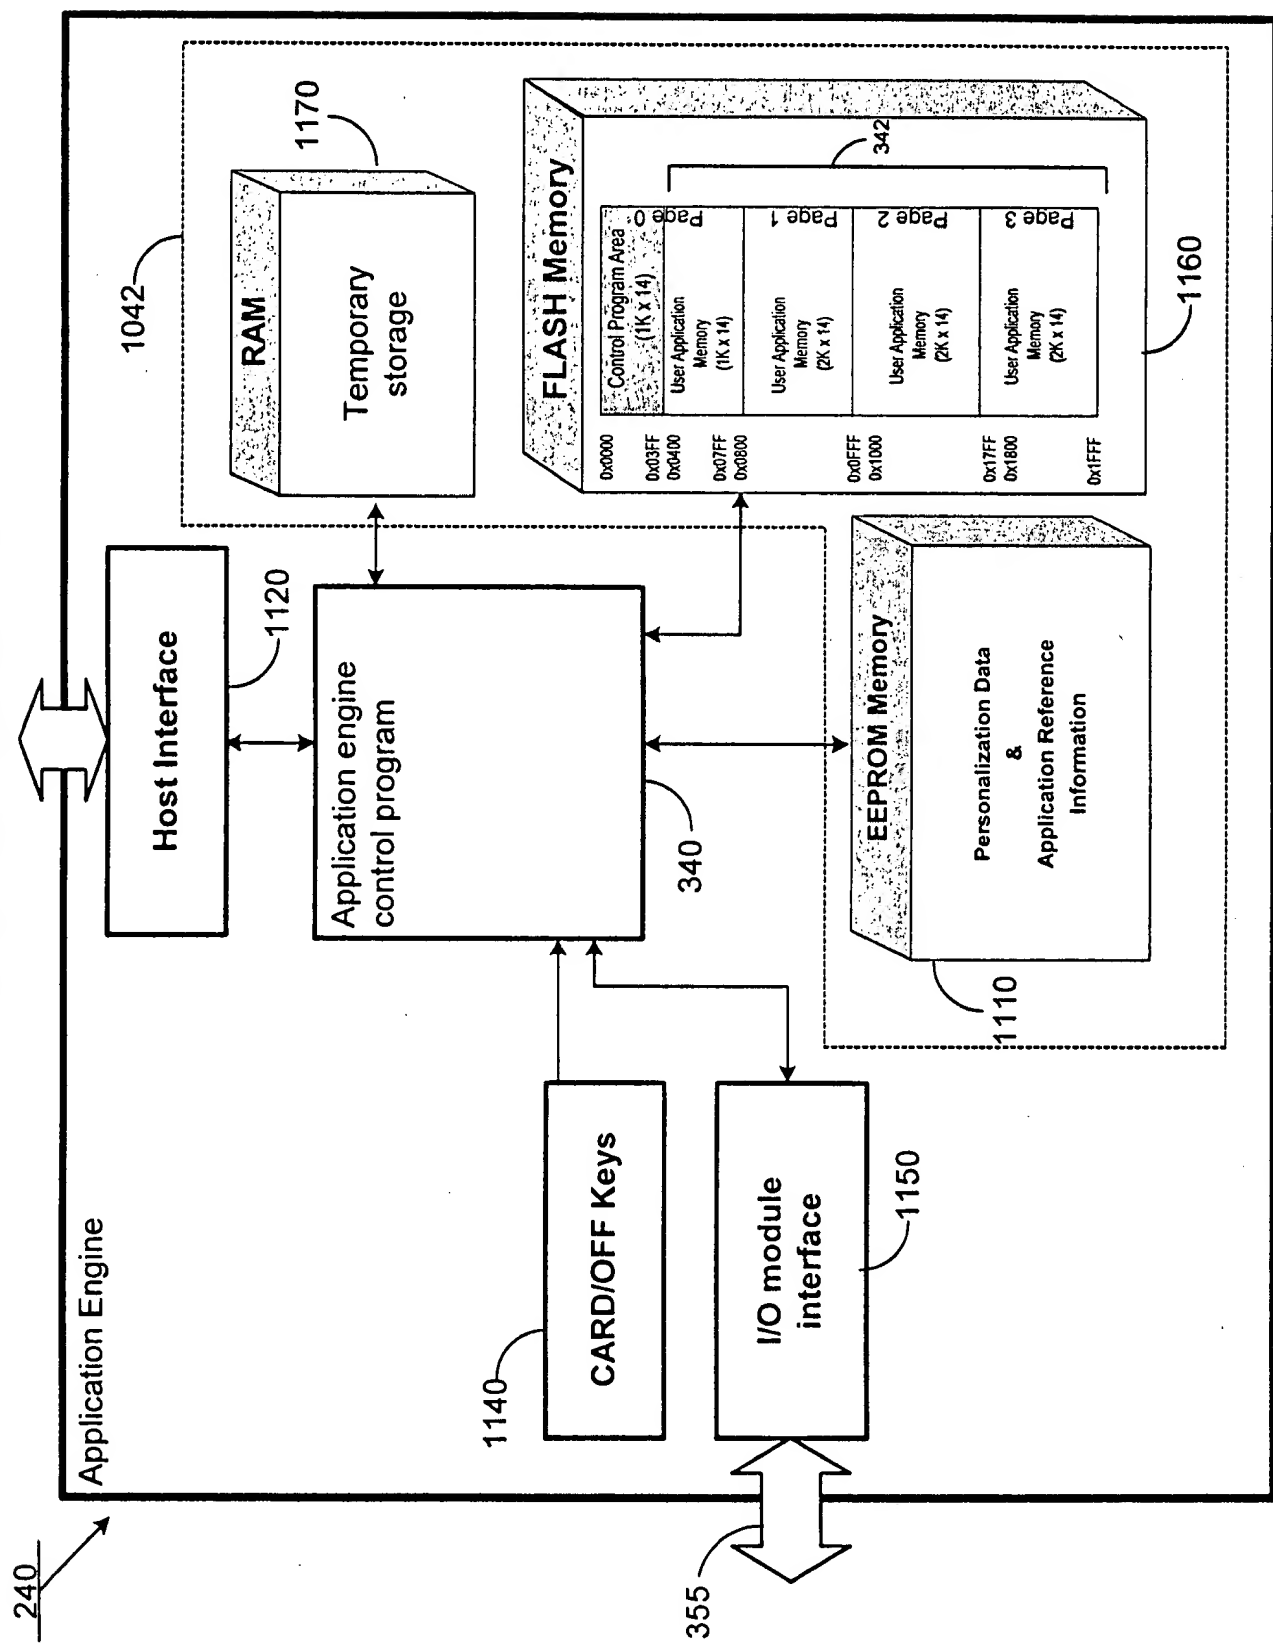 240
Application Engine
Host Interface
1120
1042
RAM
Temporary
storage
1170
Application engine
control program
340
CARD/OFF Keys
1140
I/O module
interface
1150
355
EEPROM Memory
Personalization Data
&
Application Reference
Information
1110
FLASH Memory
0x0000
0x03FF
0x0400
0x07FF
0x0800
0x0FFF
0x1000
0x17FF
0x1800
0x1FFF
Control Program Area
(1K x 14)
User Application
Memory
(1K x 14)
Page 0
User Application
Memory
(2K x 14)
Page 1
User Application
Memory
(2K x 14)
Page 2
User Application
Memory
(2K x 14)
Page 3
342
1160